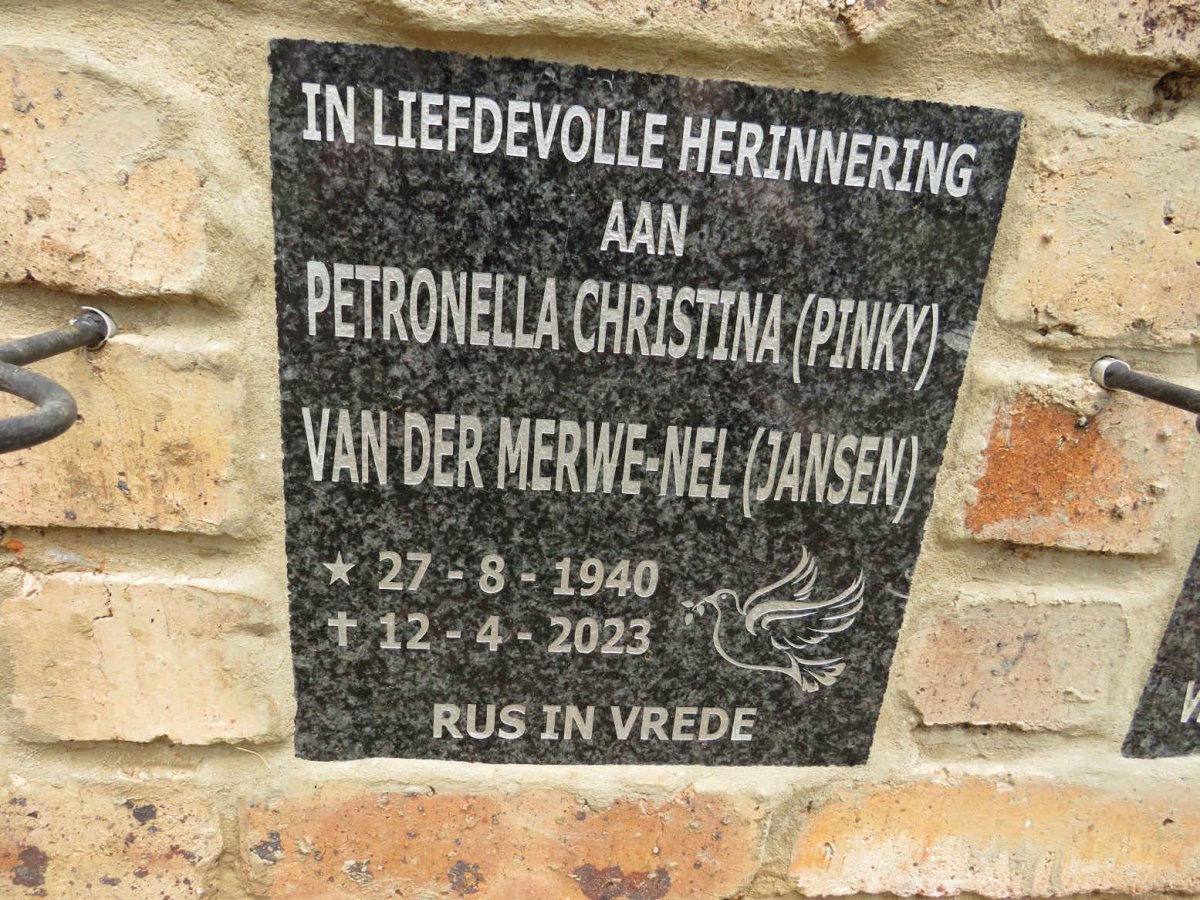 IN LIEFDEVOLLE HERINNERING
AAN
PETRONELLA CHRISTINA (PINKY)
VAN DER MERWE-NEL (JANSEN)
★ 27 - 8 - 1940
✝ 12 - 4 - 2023
RUS IN VREDE